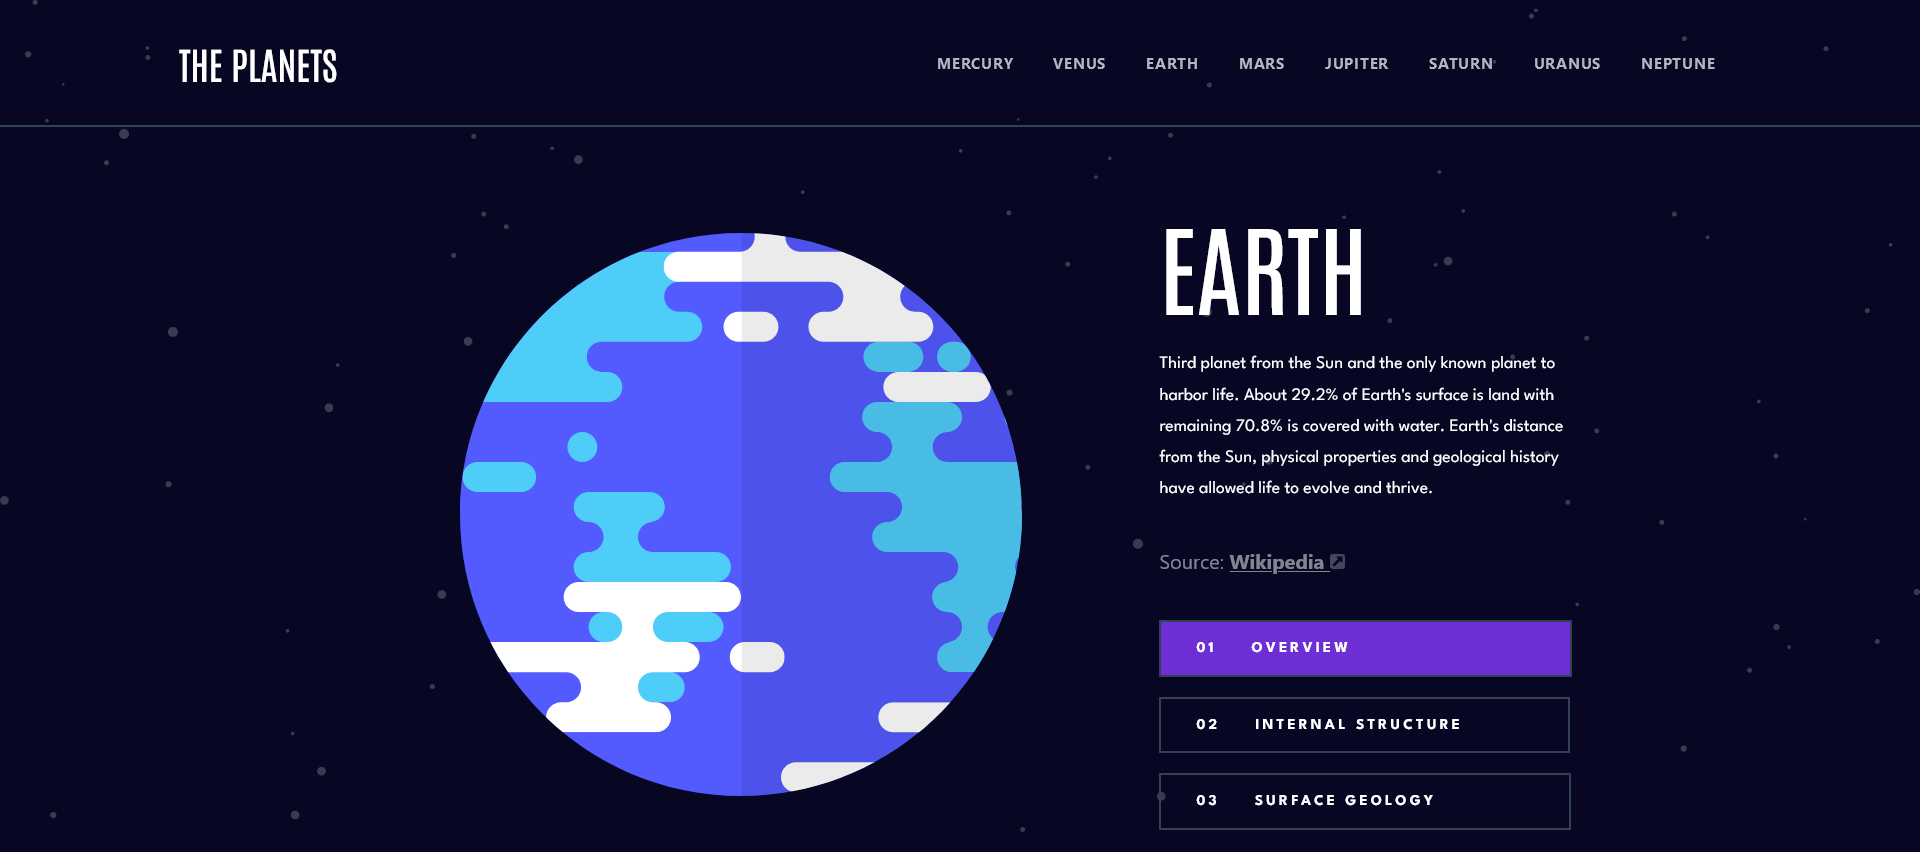 THE PLANETS
MERCURY VENUS EARTH MARS JUPITER SATURN URANUS NEPTUNE
EARTH
Third planet from the Sun and the only known planet to
harbor life. About 29.2% of Earth's surface is land with
remaining 70.8% is covered with water. Earth's distance
from the Sun, physical properties and geological history
have allowed life to evolve and thrive.
Source: Wikipedia
01 OVERVIEW
02 INTERNAL STRUCTURE
03 SURFACE GEOLOGY